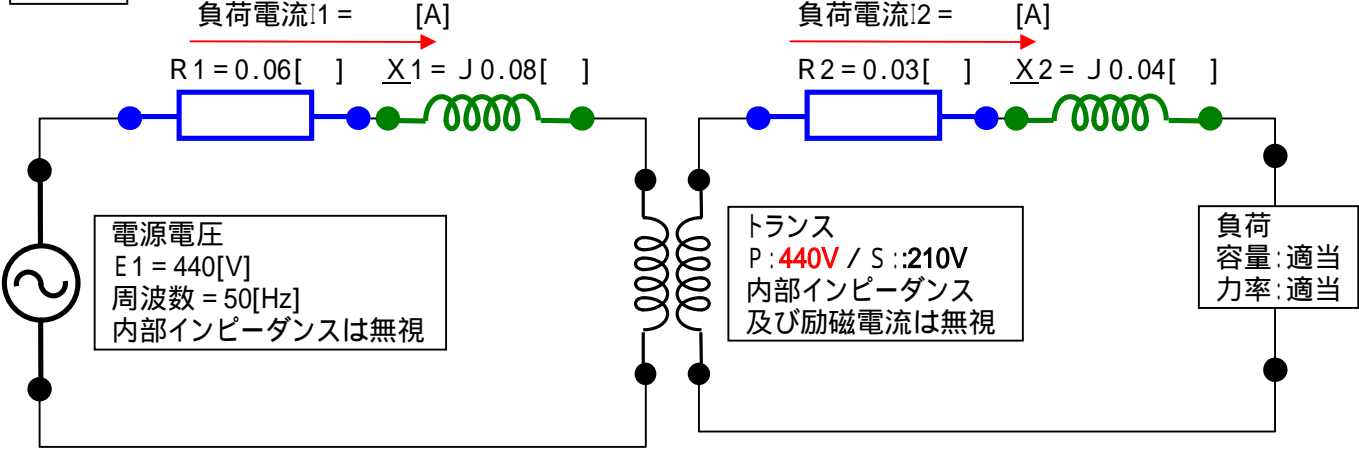 負荷電流I1 = [A]
負荷電流I2 = [A]
R1=0.06[ ] X1= J0.08[ ]
R2=0.03[ ] X2= J0.04[ ]
電源電圧
E1=440[V]
周波数=50[Hz]
内部インピーダンスは無視
トランス
P:440V / S::210V
内部インピーダンス
及び励磁電流は無視
負荷
容量:適当
力率:適当